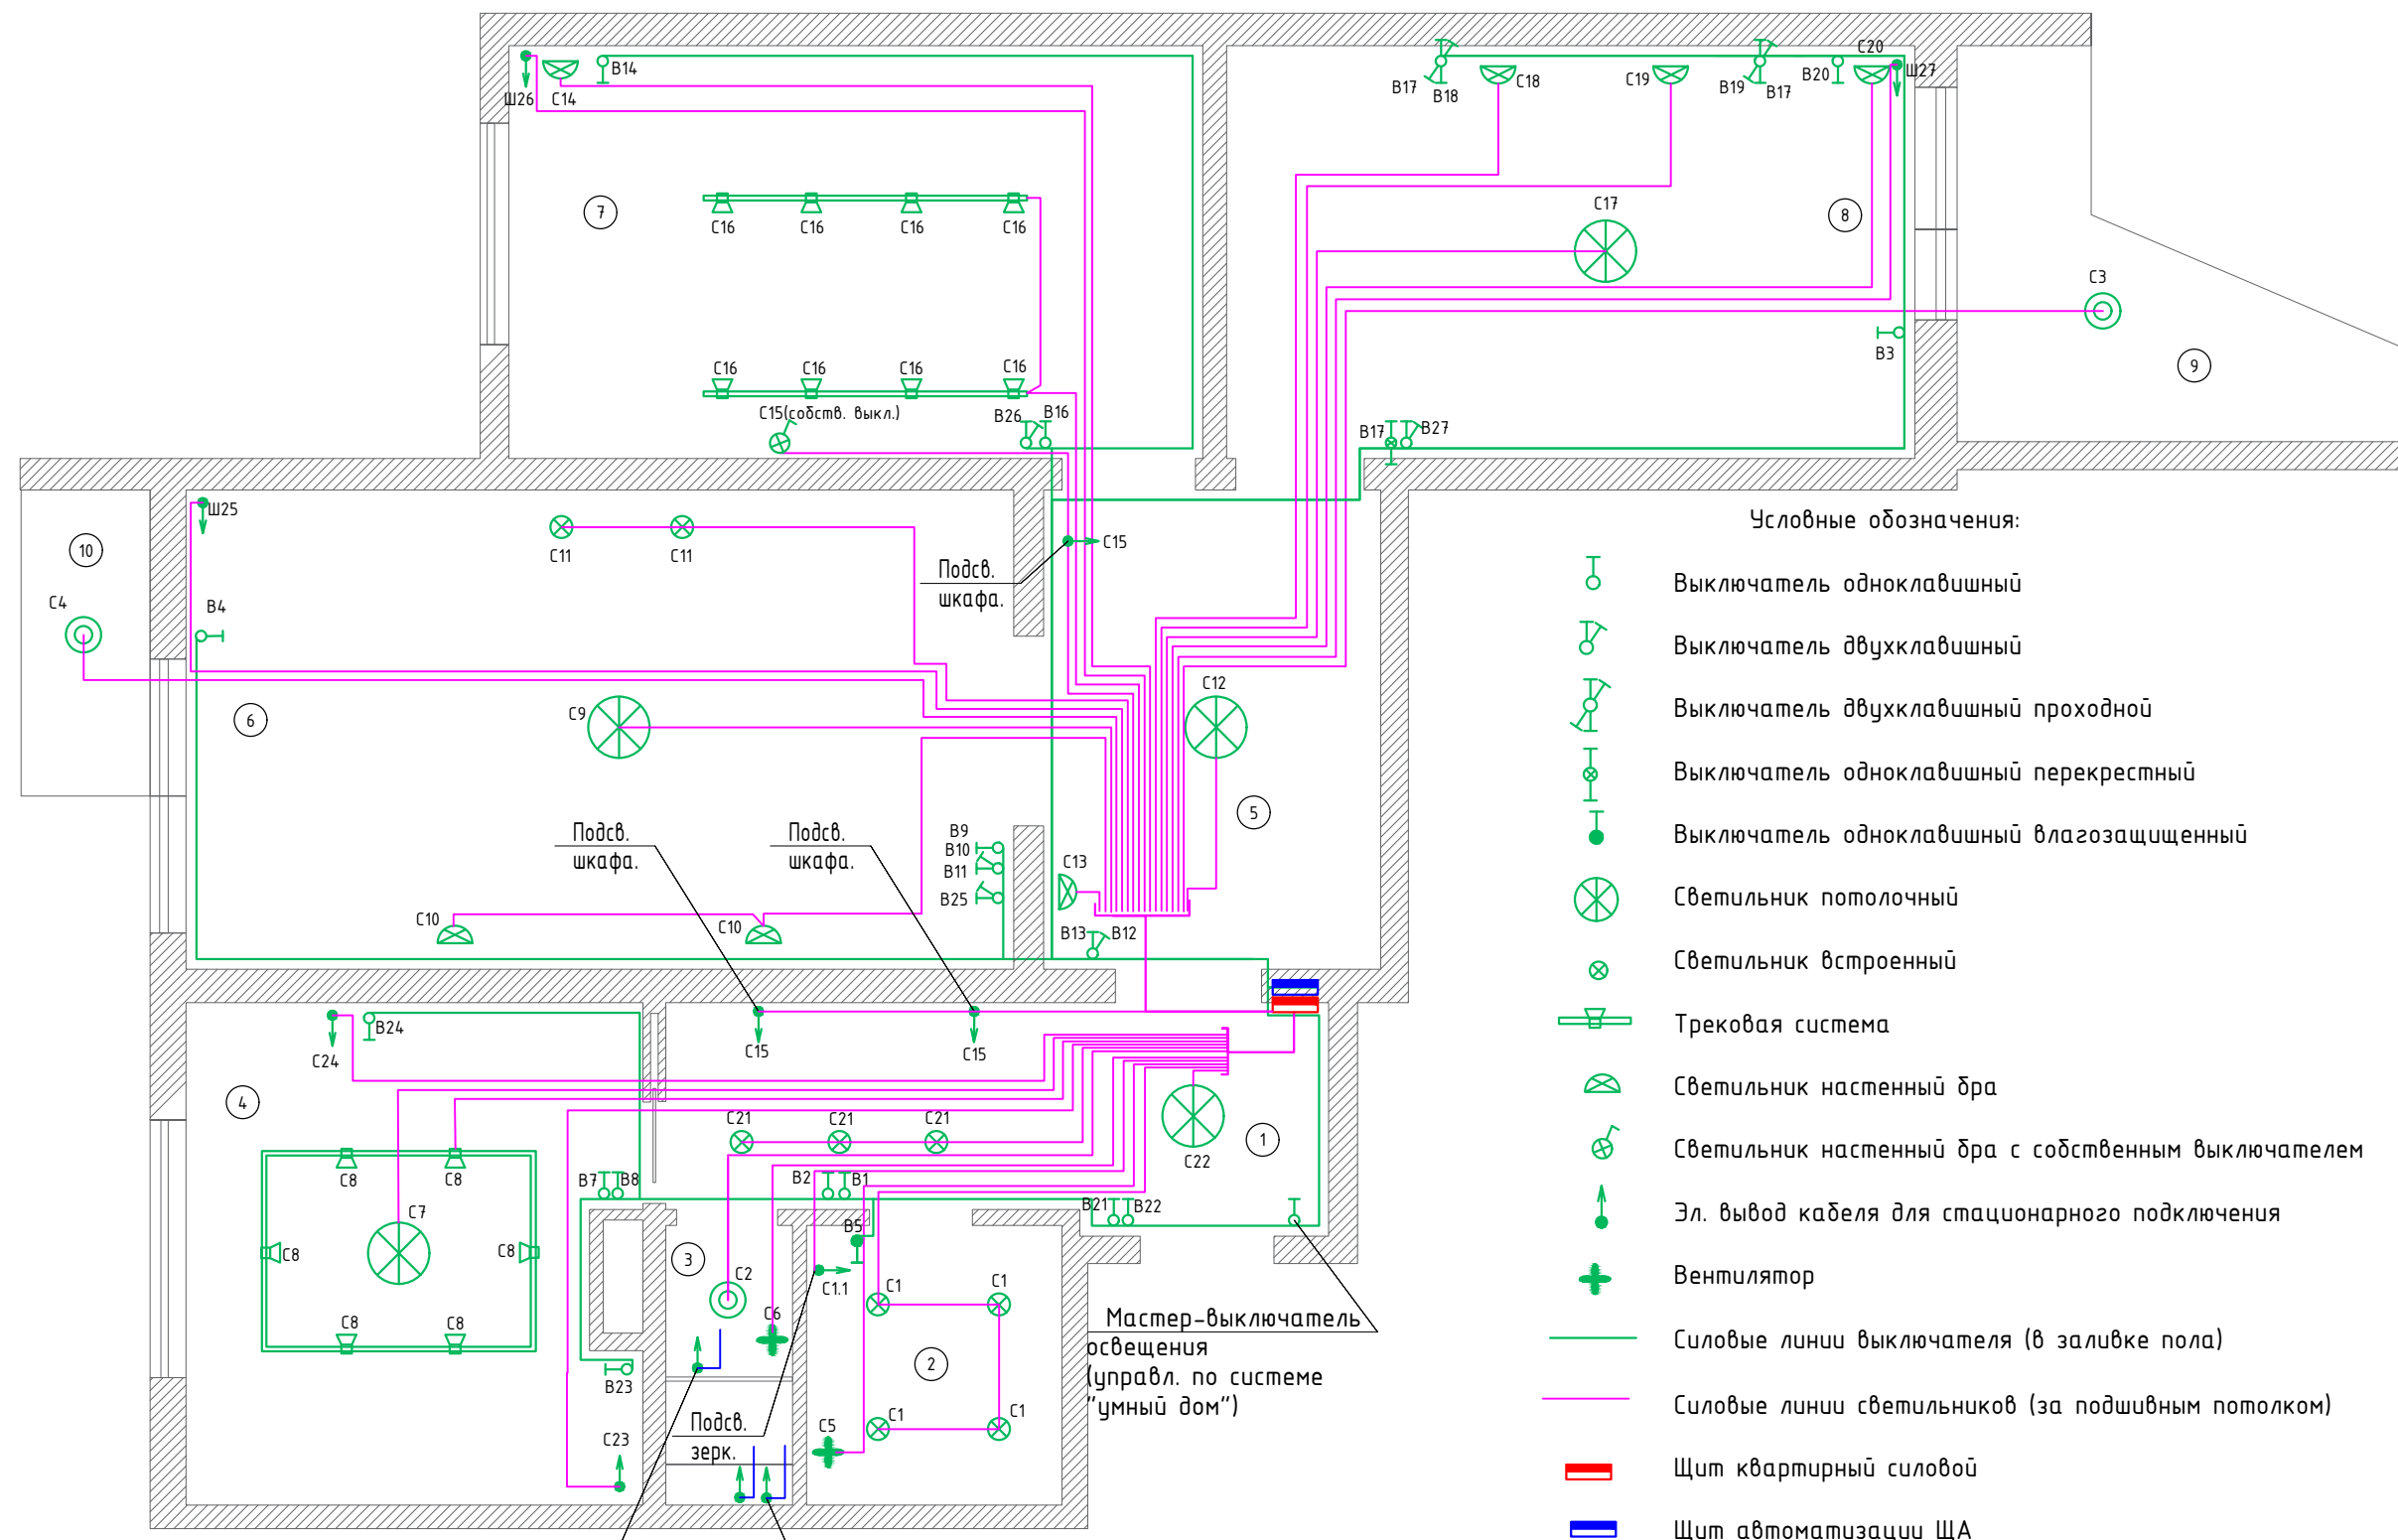 Ш26
С14
В14
В17
В18
С18
С19
В19
В17
В20
С20
Ш27
7
С16
С16
С16
С16
С17
8
С3
В3
9
С16
С16
С16
С16
С15(собств. выкл.)
В26
В16
В17
В27
10
С4
Ш25
В4
С11
С11
Подсв.
шкафа.
С15
6
С9
С12
5
Подсв.
шкафа.
Подсв.
шкафа.
В9
В10
В11
В25
С13
С10
С10
В13
В12
С24
В24
С15
С15
4
С21
С21
С21
С22
1
С8
С8
В7
В8
В2
В1
В21
В22
С7
С8
С8
В5
3
С2
С1.1
С6
С1
С1
С8
С8
2
В23
С23
Подсв.
зерк.
С5
С1
С1
Мастер-выключатель
освещения
(управл. по системе
"умный дом")
Условные обозначения:
Выключатель одноклавишный
Выключатель двухклавишный
Выключатель двухклавишный проходной
Выключатель одноклавишный перекрестный
Выключатель одноклавишный влагозащищенный
Светильник потолочный
Светильник встроенный
Трековая система
Светильник настенный бра
Светильник настенный бра с собственным выключателем
Эл. вывод кабеля для стационарного подключения
Вентилятор
Силовые линии выключателя (в заливке пола)
Силовые линии светильников (за подшивным потолком)
Щит квартирный силовой
Щит автоматизации ЩА